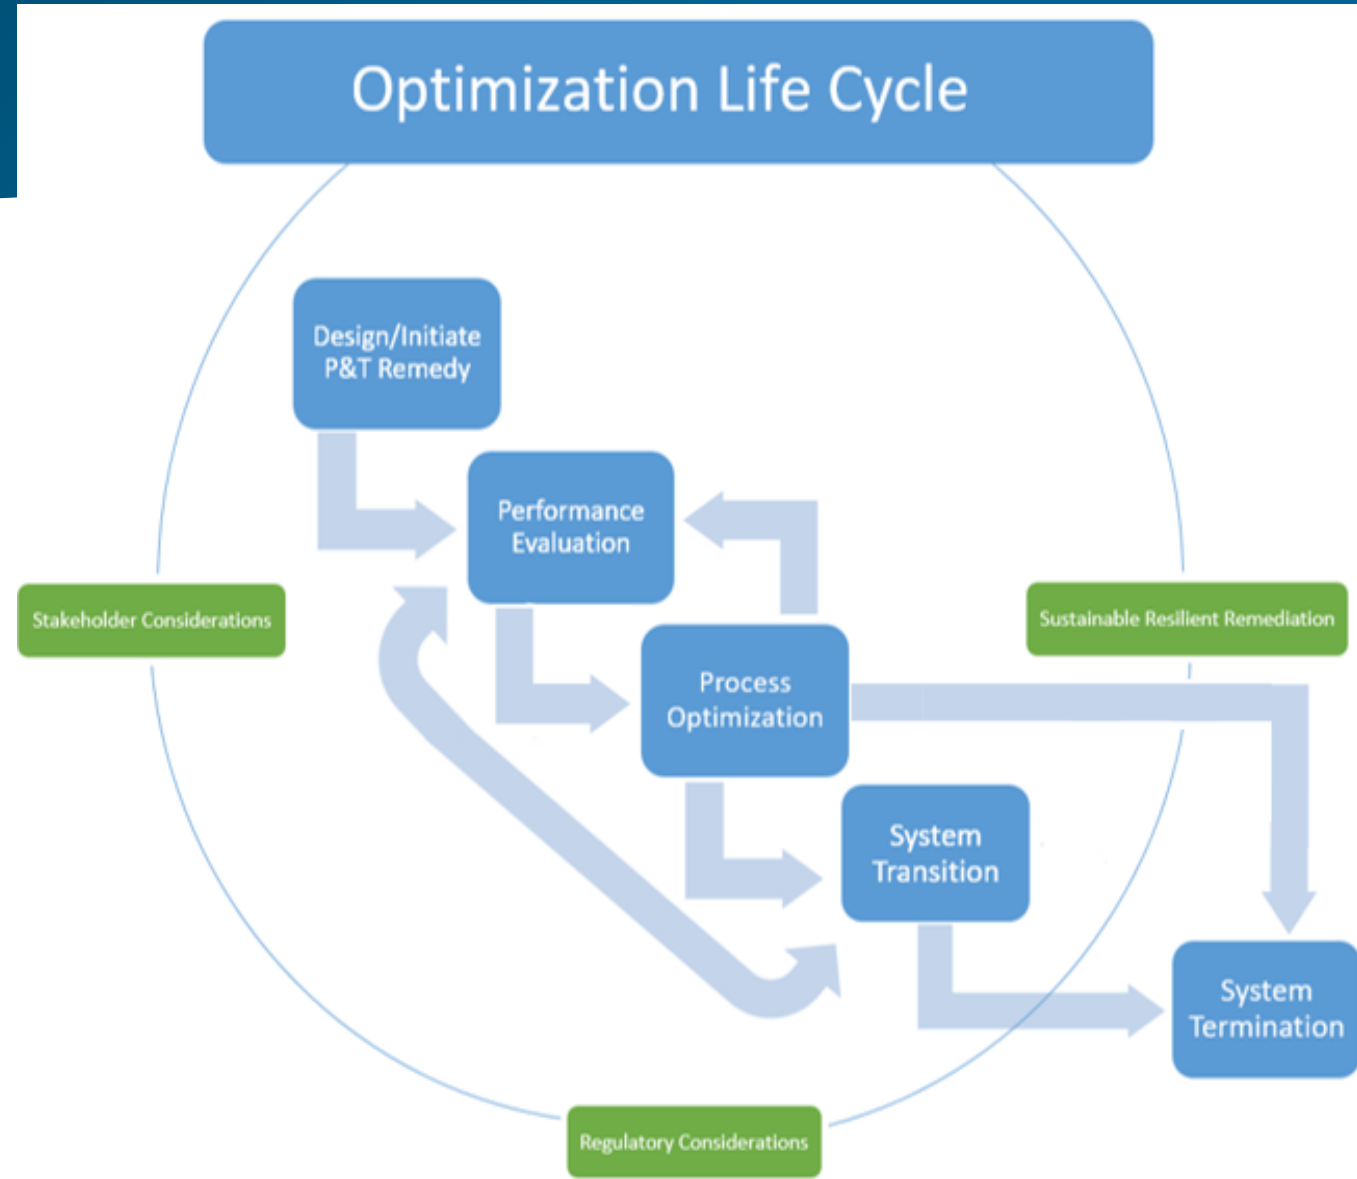 Optimization Life Cycle
Design/Initiate
P&T Remedy
Performance
Evaluation
Stakeholder Considerations
Sustainable Resilient Remediation
Process
Optimization
System
Transition
System
Termination
Regulatory Considerations